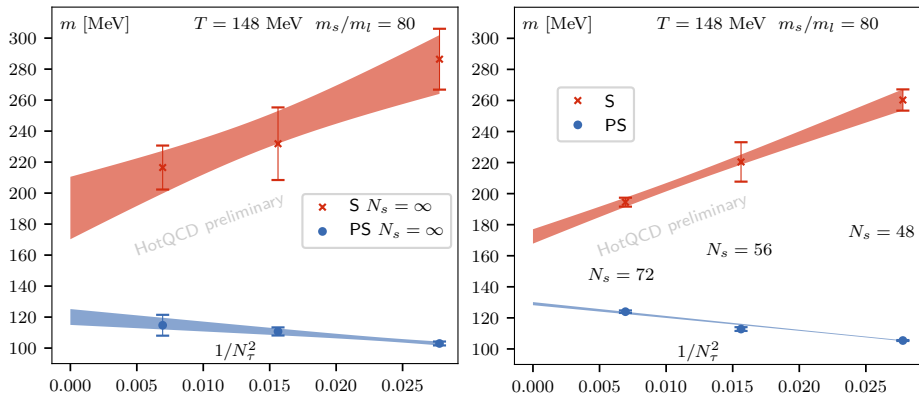 m [MeV] T = 148 MeV m_s/m_l = 80
300
280
260
240
220
200
180
160
140
120
100
HotQCD preliminary
S N_s = ∞
PS N_s = ∞
1/N_τ^2
0.000 0.005 0.010 0.015 0.020 0.025
m [MeV] T = 148 MeV m_s/m_l = 80
300
280
260
240
220
200
180
160
140
120
100
S
PS
HotQCD preliminary
N_s = 48
N_s = 56
N_s = 72
1/N_τ^2
0.000 0.005 0.010 0.015 0.020 0.025